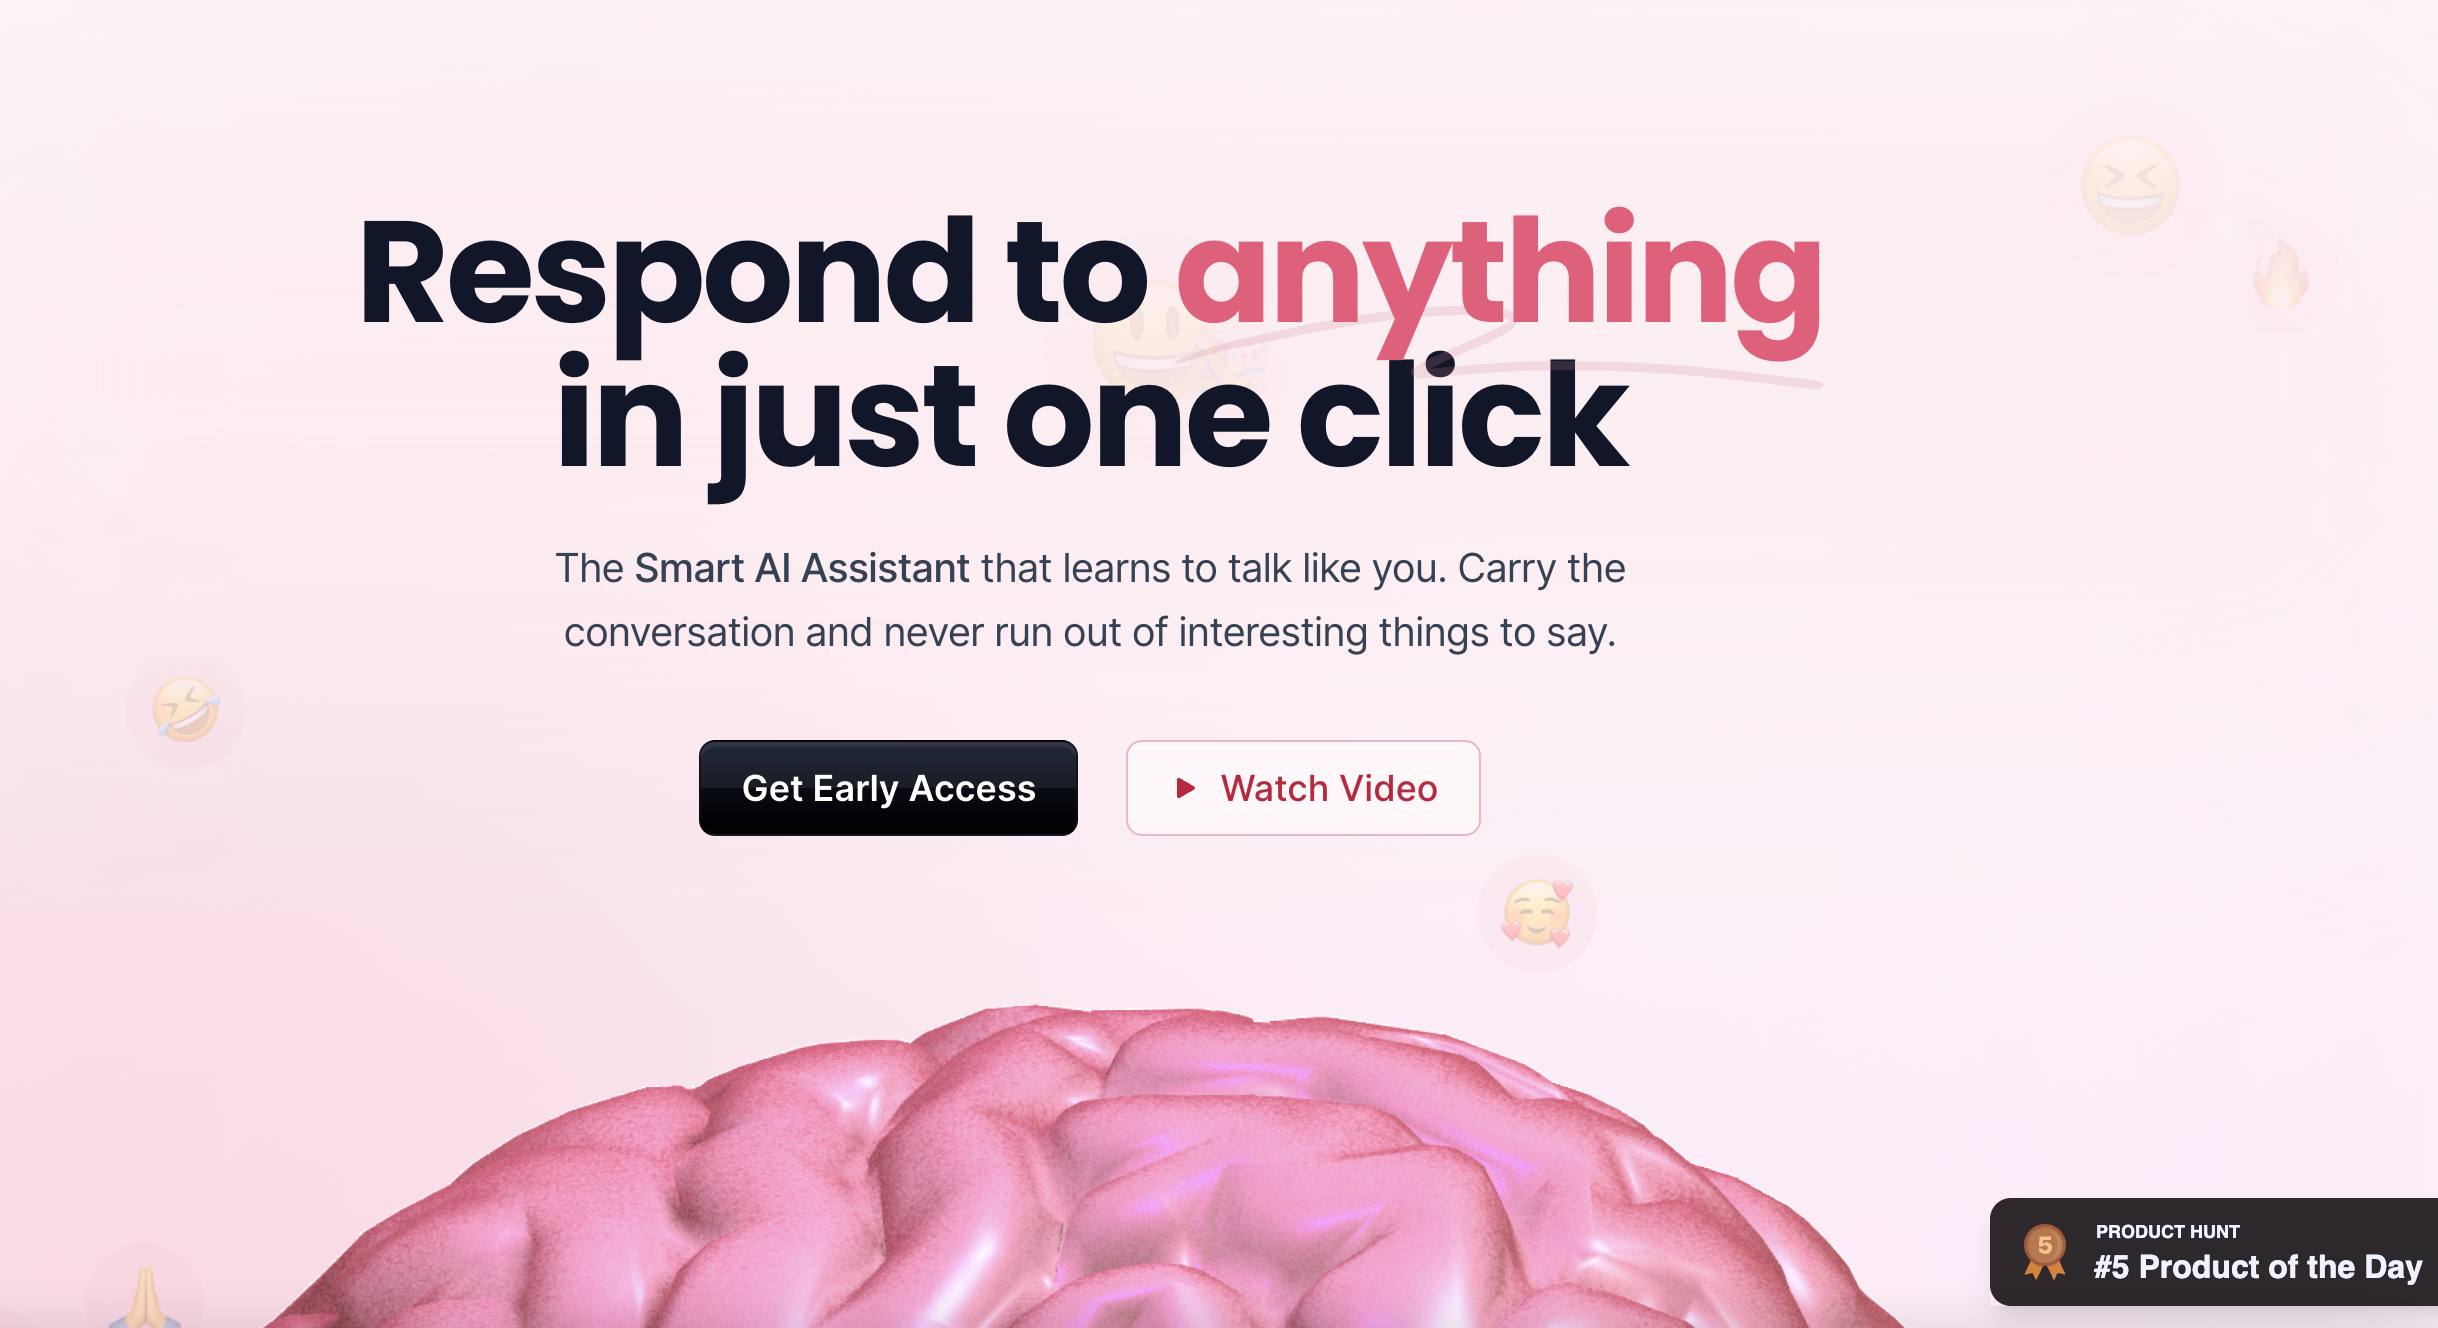 Respond to anything
in just one click
The Smart AI Assistant that learns to talk like you. Carry the
conversation and never run out of interesting things to say.
Get Early Access
Watch Video
5
PRODUCT HUNT
#5 Product of the Day